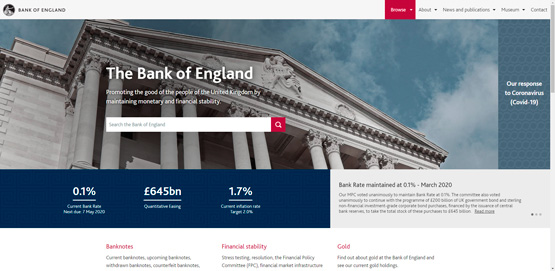 BANK OF ENGLAND
Browse
About
News and publications
Museum
Contact
The Bank of England
Promoting the good of the people of the United Kingdom by
maintaining monetary and financial stability.
Search the Bank of England
Our response
to Coronavirus
(Covid-19)
0.1%
Current Bank Rate
Next due: 7 May 2020
£645bn
Quantitative Easing
1.7%
Current inflation rate
Target 2.0%
Bank Rate maintained at 0.1% - March 2020
Our MPC voted unanimously to maintain Bank Rate at 0.1%. The committee also voted
unanimously to continue with the programme of £200 billion of UK government bond and sterling
non-financial investment-grade corporate bond purchases, financed by the issuance of central
bank reserves, to take the total stock of these purchases to £645 billion. Read more
Banknotes
Current banknotes, upcoming banknotes,
withdrawn banknotes, counterfeit banknotes,
Financial stability
Stress testing, resolution, the Financial Policy
Committee (FPC), financial market infrastructure
Gold
Find out about gold at the Bank of England and
see our current gold holdings.